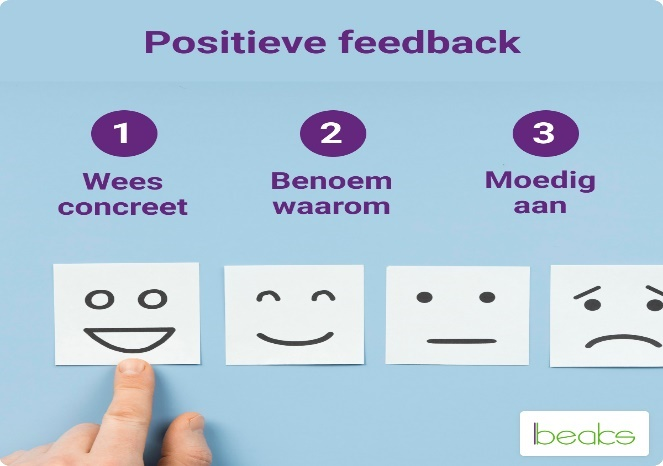 Positieve feedback
1
2
3
Wees
concreet
Benoem
waarom
Moedig
aan
beaks